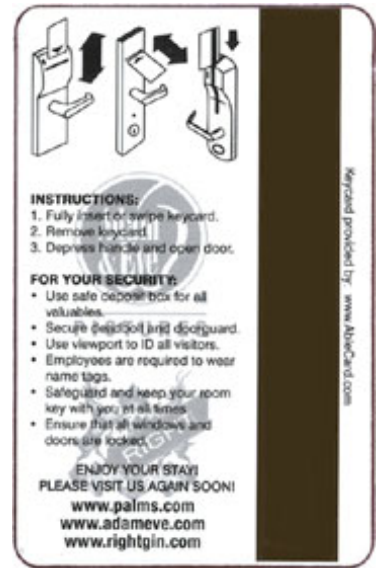 INSTRUCTIONS:
1. Fully insert or swipe keycard.
2. Remove keycard.
3. Depress handle and open door.
FOR YOUR SECURITY:
• Use safe deposit box for all
valuables.
• Secure deadbolt and doorguard.
• Use viewport to ID all visitors.
• Employees are required to wear
name tags.
• Safeguard and keep your room
key with you at all times
• Ensure that all windows and
doors are locked.
ENJOY YOUR STAY!
PLEASE VISIT US AGAIN SOON!
www.palms.com
www.adameve.com
www.rightgin.com
Keycard provided by: www.AbleCard.com
RIGHT